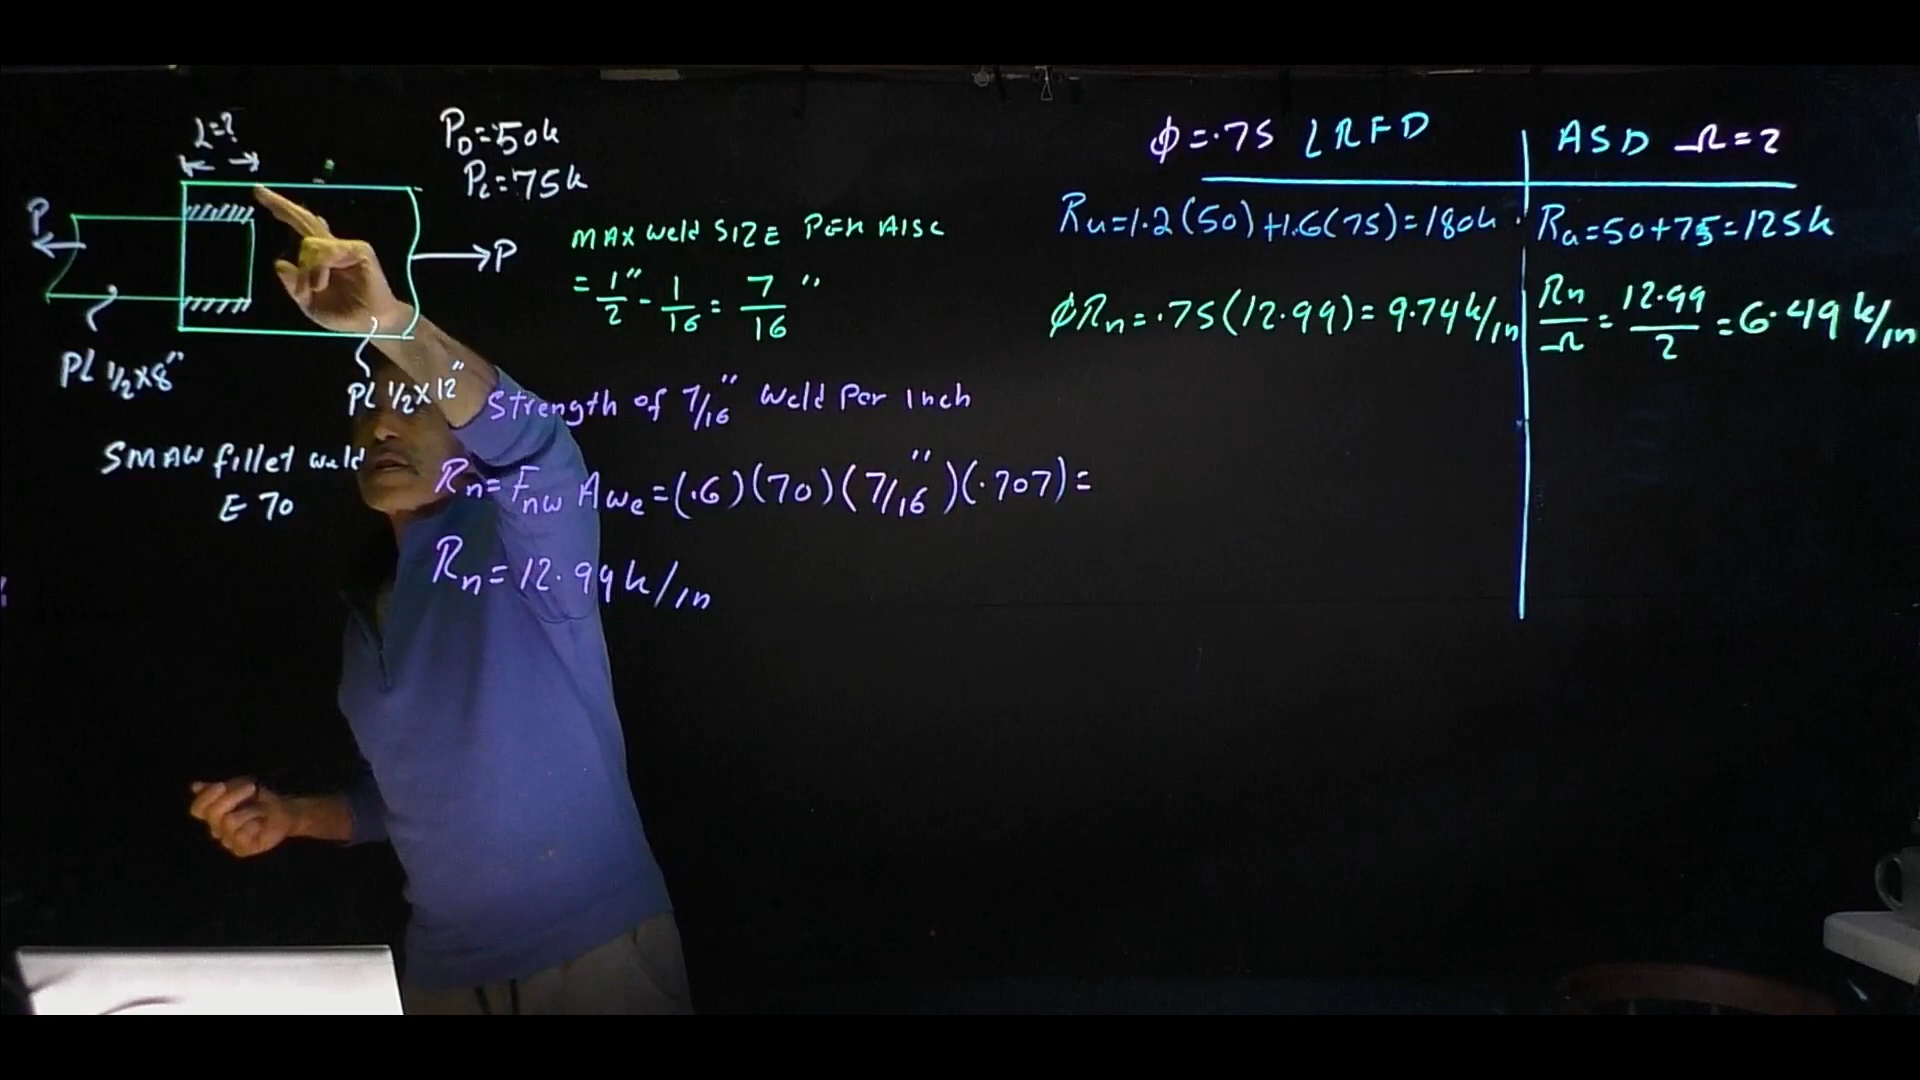 L=?
P
P
PL 1/2x8"
PL 1/2x12"
SMAW fillet weld
E 70
PD=50k
PL=75k
MAX weld SIZE PER AISC
=1/2"-1/16=7/16"
Strength of 7/16" weld Per Inch
Rn=Fnw Awe=(.6)(70)(7/16")(.707)=
Rn=12.99k/in
Φ=.75 LRFD
Ru=1.2(50)+1.6(75)=180k
ΦRn=.75(12.99)=9.74k/in
ASD Ω=2
Ra=50+75=125k
Rn/Ω=12.99/2=6.49k/in